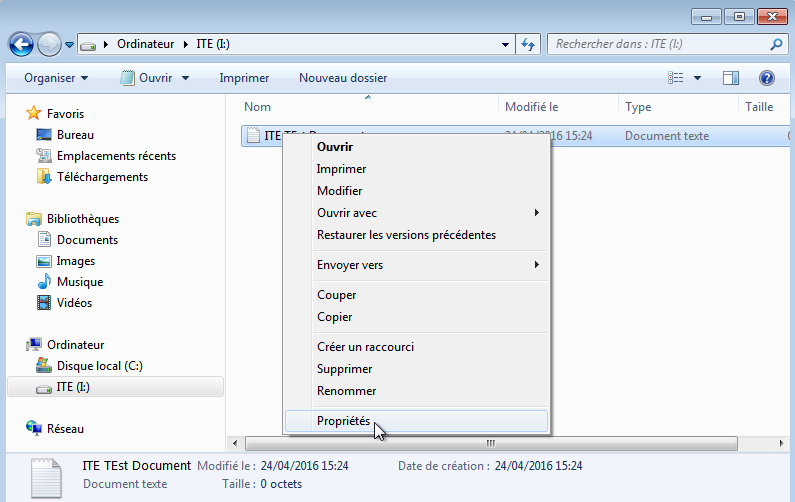 Ordinateur ▸ ITE (I:)
Rechercher dans : ITE (I:)
Organiser Ouvrir Imprimer Nouveau dossier
Favoris
Bureau
Emplacements récents
Téléchargements
Bibliothèques
Documents
Images
Musique
Vidéos
Ordinateur
Disque local (C:)
ITE (I:)
Réseau
Nom Modifié le Type Taille
ITE TEst Document 24/04/2016 15:24 Document texte
Ouvrir
Imprimer
Modifier
Ouvrir avec
Restaurer les versions précédentes
Envoyer vers
Couper
Copier
Créer un raccourci
Supprimer
Renommer
Propriétés
ITE TEst Document Modifié le : 24/04/2016 15:24 Date de création : 24/04/2016 15:24
Document texte Taille : 0 octets